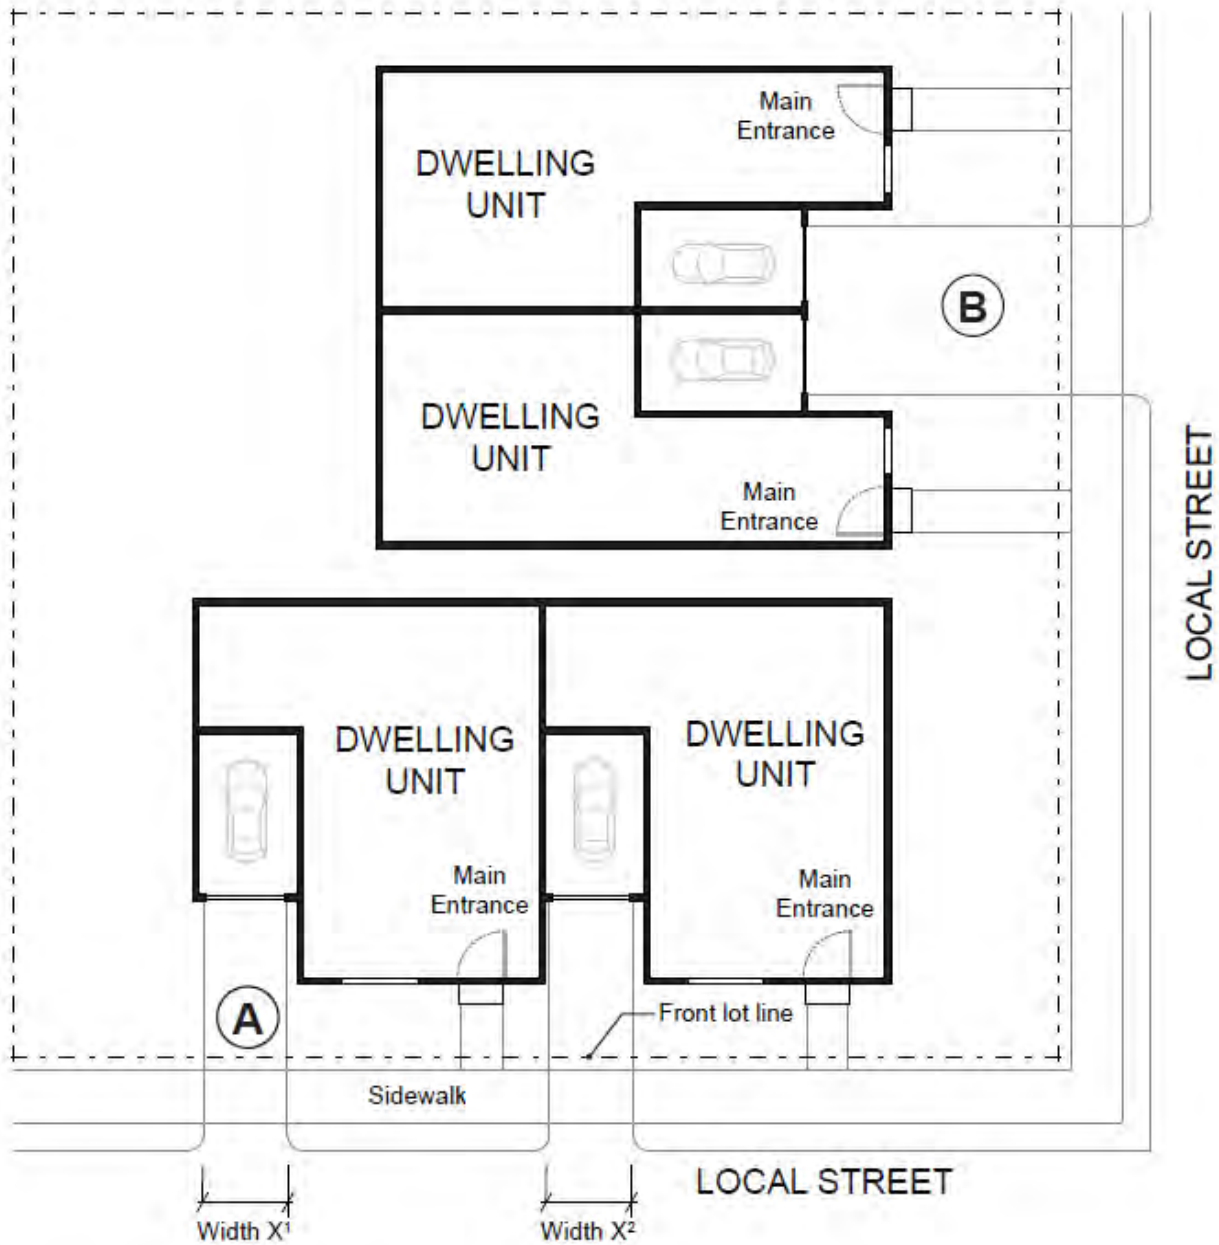 Main
Entrance
DWELLING
UNIT
B
DWELLING
UNIT
Main
Entrance
LOCAL STREET
DWELLING
UNIT
DWELLING
UNIT
Main
Entrance
Main
Entrance
A
Front lot line
Sidewalk
LOCAL STREET
Width X¹
Width X²